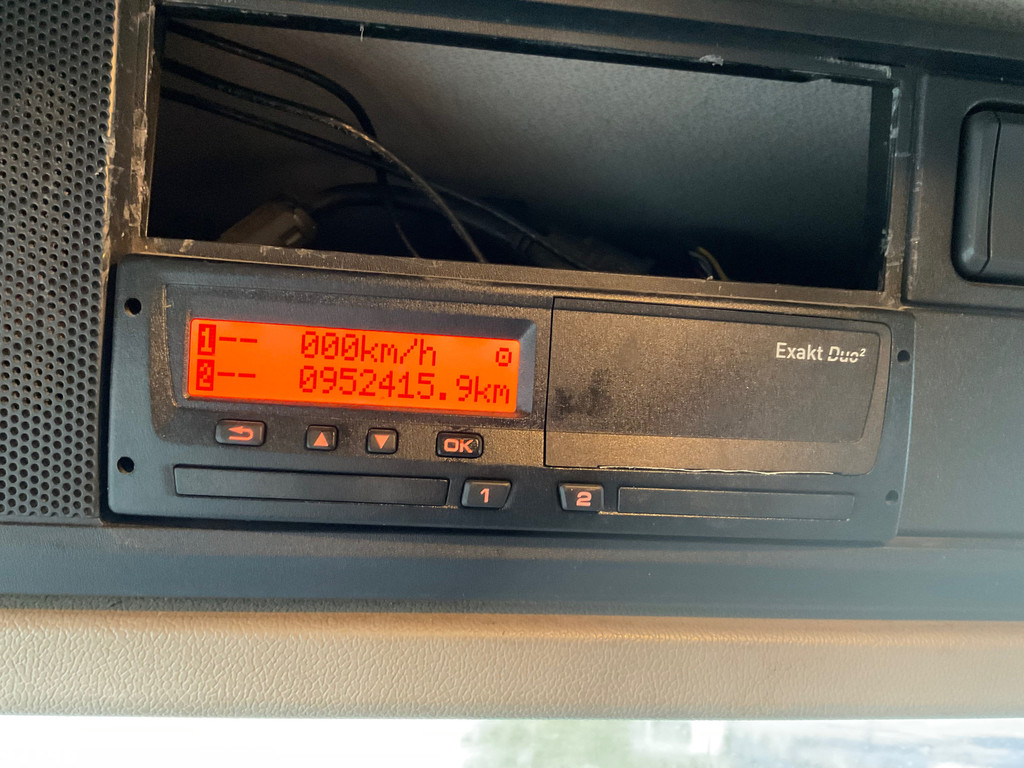 1-- 000km/h
2-- 0952415.9km
Exakt Duo²
OK
1 2